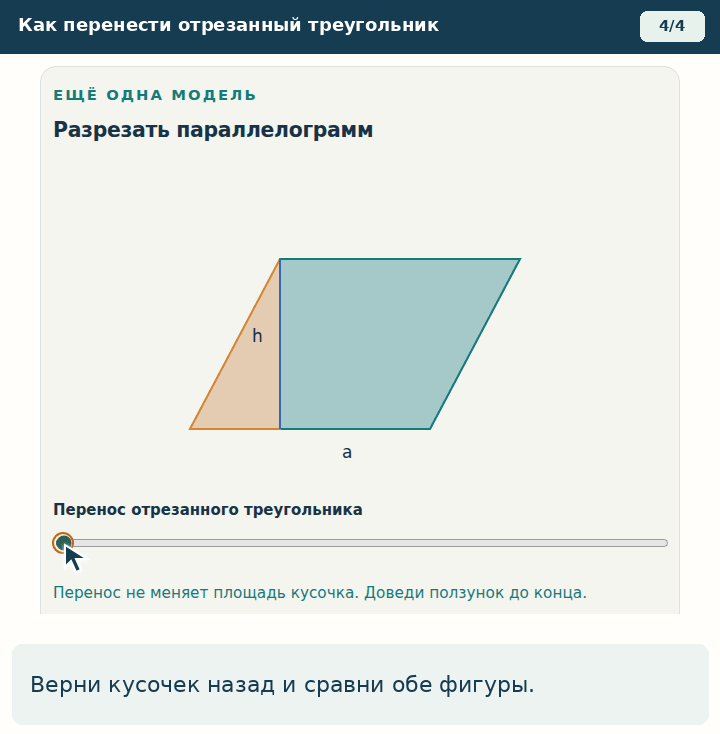 Как перенести отрезанный треугольник
4/4
ЕЩЁ ОДНА МОДЕЛЬ
Разрезать параллелограмм
h
a
Перенос отрезанного треугольника
Перенос не меняет площадь кусочка. Доведи ползунок до конца.
Верни кусочек назад и сравни обе фигуры.